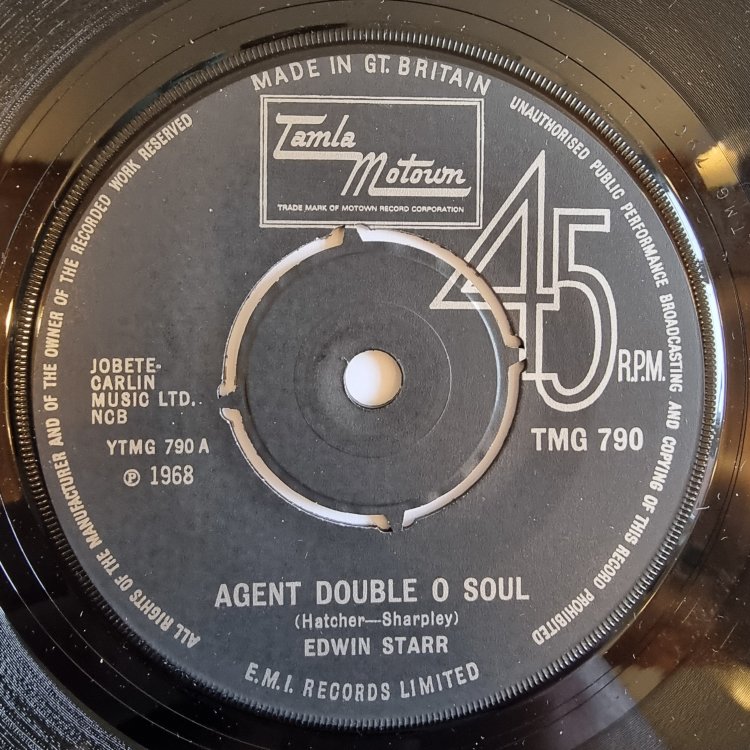 MADE IN GT. BRITAIN
Tamla
Motown
TRADE MARK OF MOTOWN RECORD CORPORATION
45
R.P.M.
TMG 790
JOBETE-
CARLIN
MUSIC LTD.
NCB
YTMG 790 A
℗ 1968
AGENT DOUBLE O SOUL
(Hatcher—Sharpley)
EDWIN STARR
E.M.I. RECORDS LIMITED
ALL RIGHTS OF THE MANUFACTURER AND OF THE OWNER OF THE RECORDED WORK RESERVED
UNAUTHORISED PUBLIC PERFORMANCE BROADCASTING AND COPYING OF THIS RECORD PROHIBITED